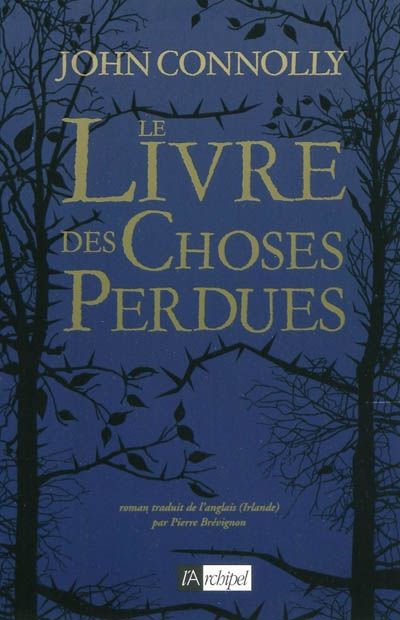 JOHN CONNOLLY
LE
LIVRE
DES CHOSES
PERDUES
roman traduit de l'anglais (Irlande)
par Pierre Brévignon
l'Archipel